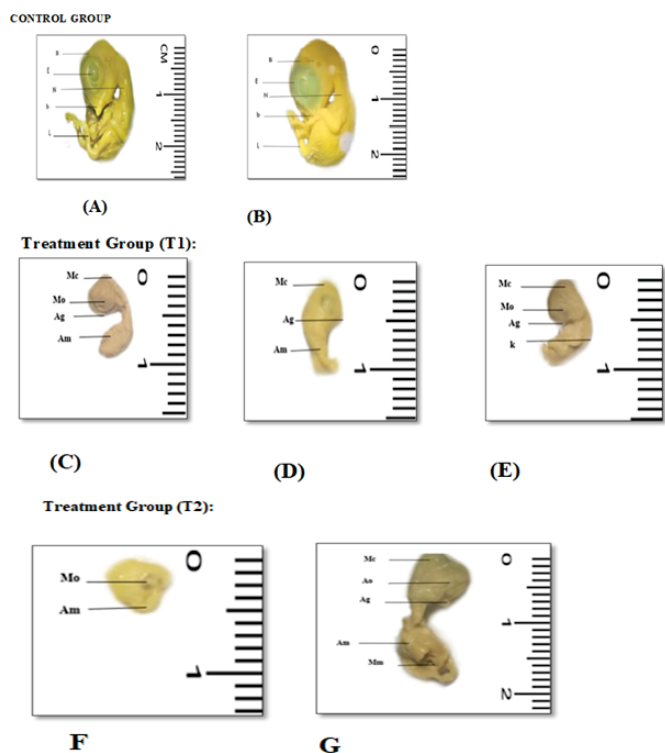 CONTROL GROUP
CM
1
2
0
1
2
(A)
(B)
Treatment Group (T1):
Mc
Mo
Ag
Am
0
1
Mc
Ag
Am
0
1
Mc
Mo
Ag
k
0
1
(C)
(D)
(E)
Treatment Group (T2):
Mo
Am
0
1
Mc
Ao
Ag
Am
Mm
0
1
2
F
G